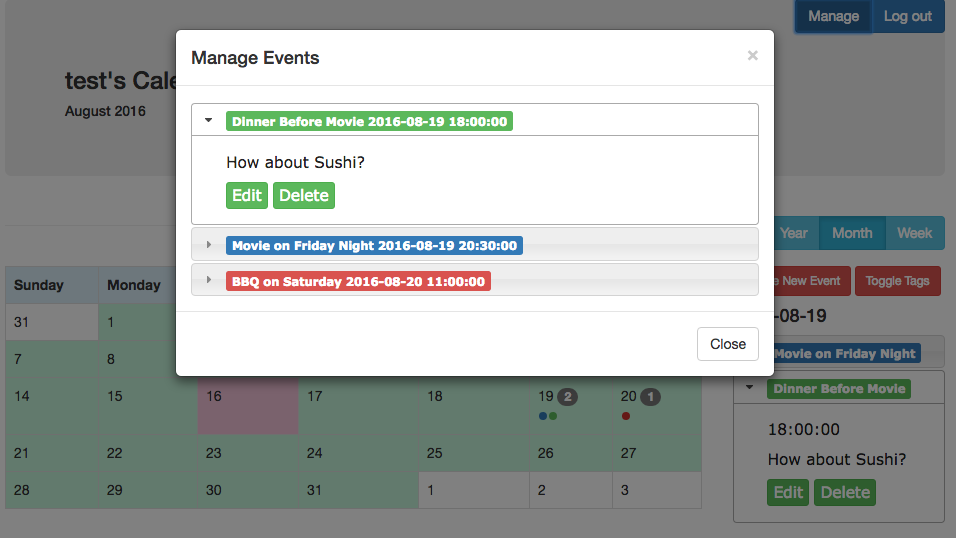 Manage Log out
Manage Events ×
test's Cale
August 2016
Dinner Before Movie 2016-08-19 18:00:00
How about Sushi?
Edit Delete
Movie on Friday Night 2016-08-19 20:30:00
BBQ on Saturday 2016-08-20 11:00:00
Close
Year Month Week
e New Event Toggle Tags
-08-19
Movie on Friday Night
Dinner Before Movie
18:00:00
How about Sushi?
Edit Delete
Sunday Monday
31 1
7 8
14 15 16 17 18 19 2 20 1
21 22 23 24 25 26 27
28 29 30 31 1 2 3